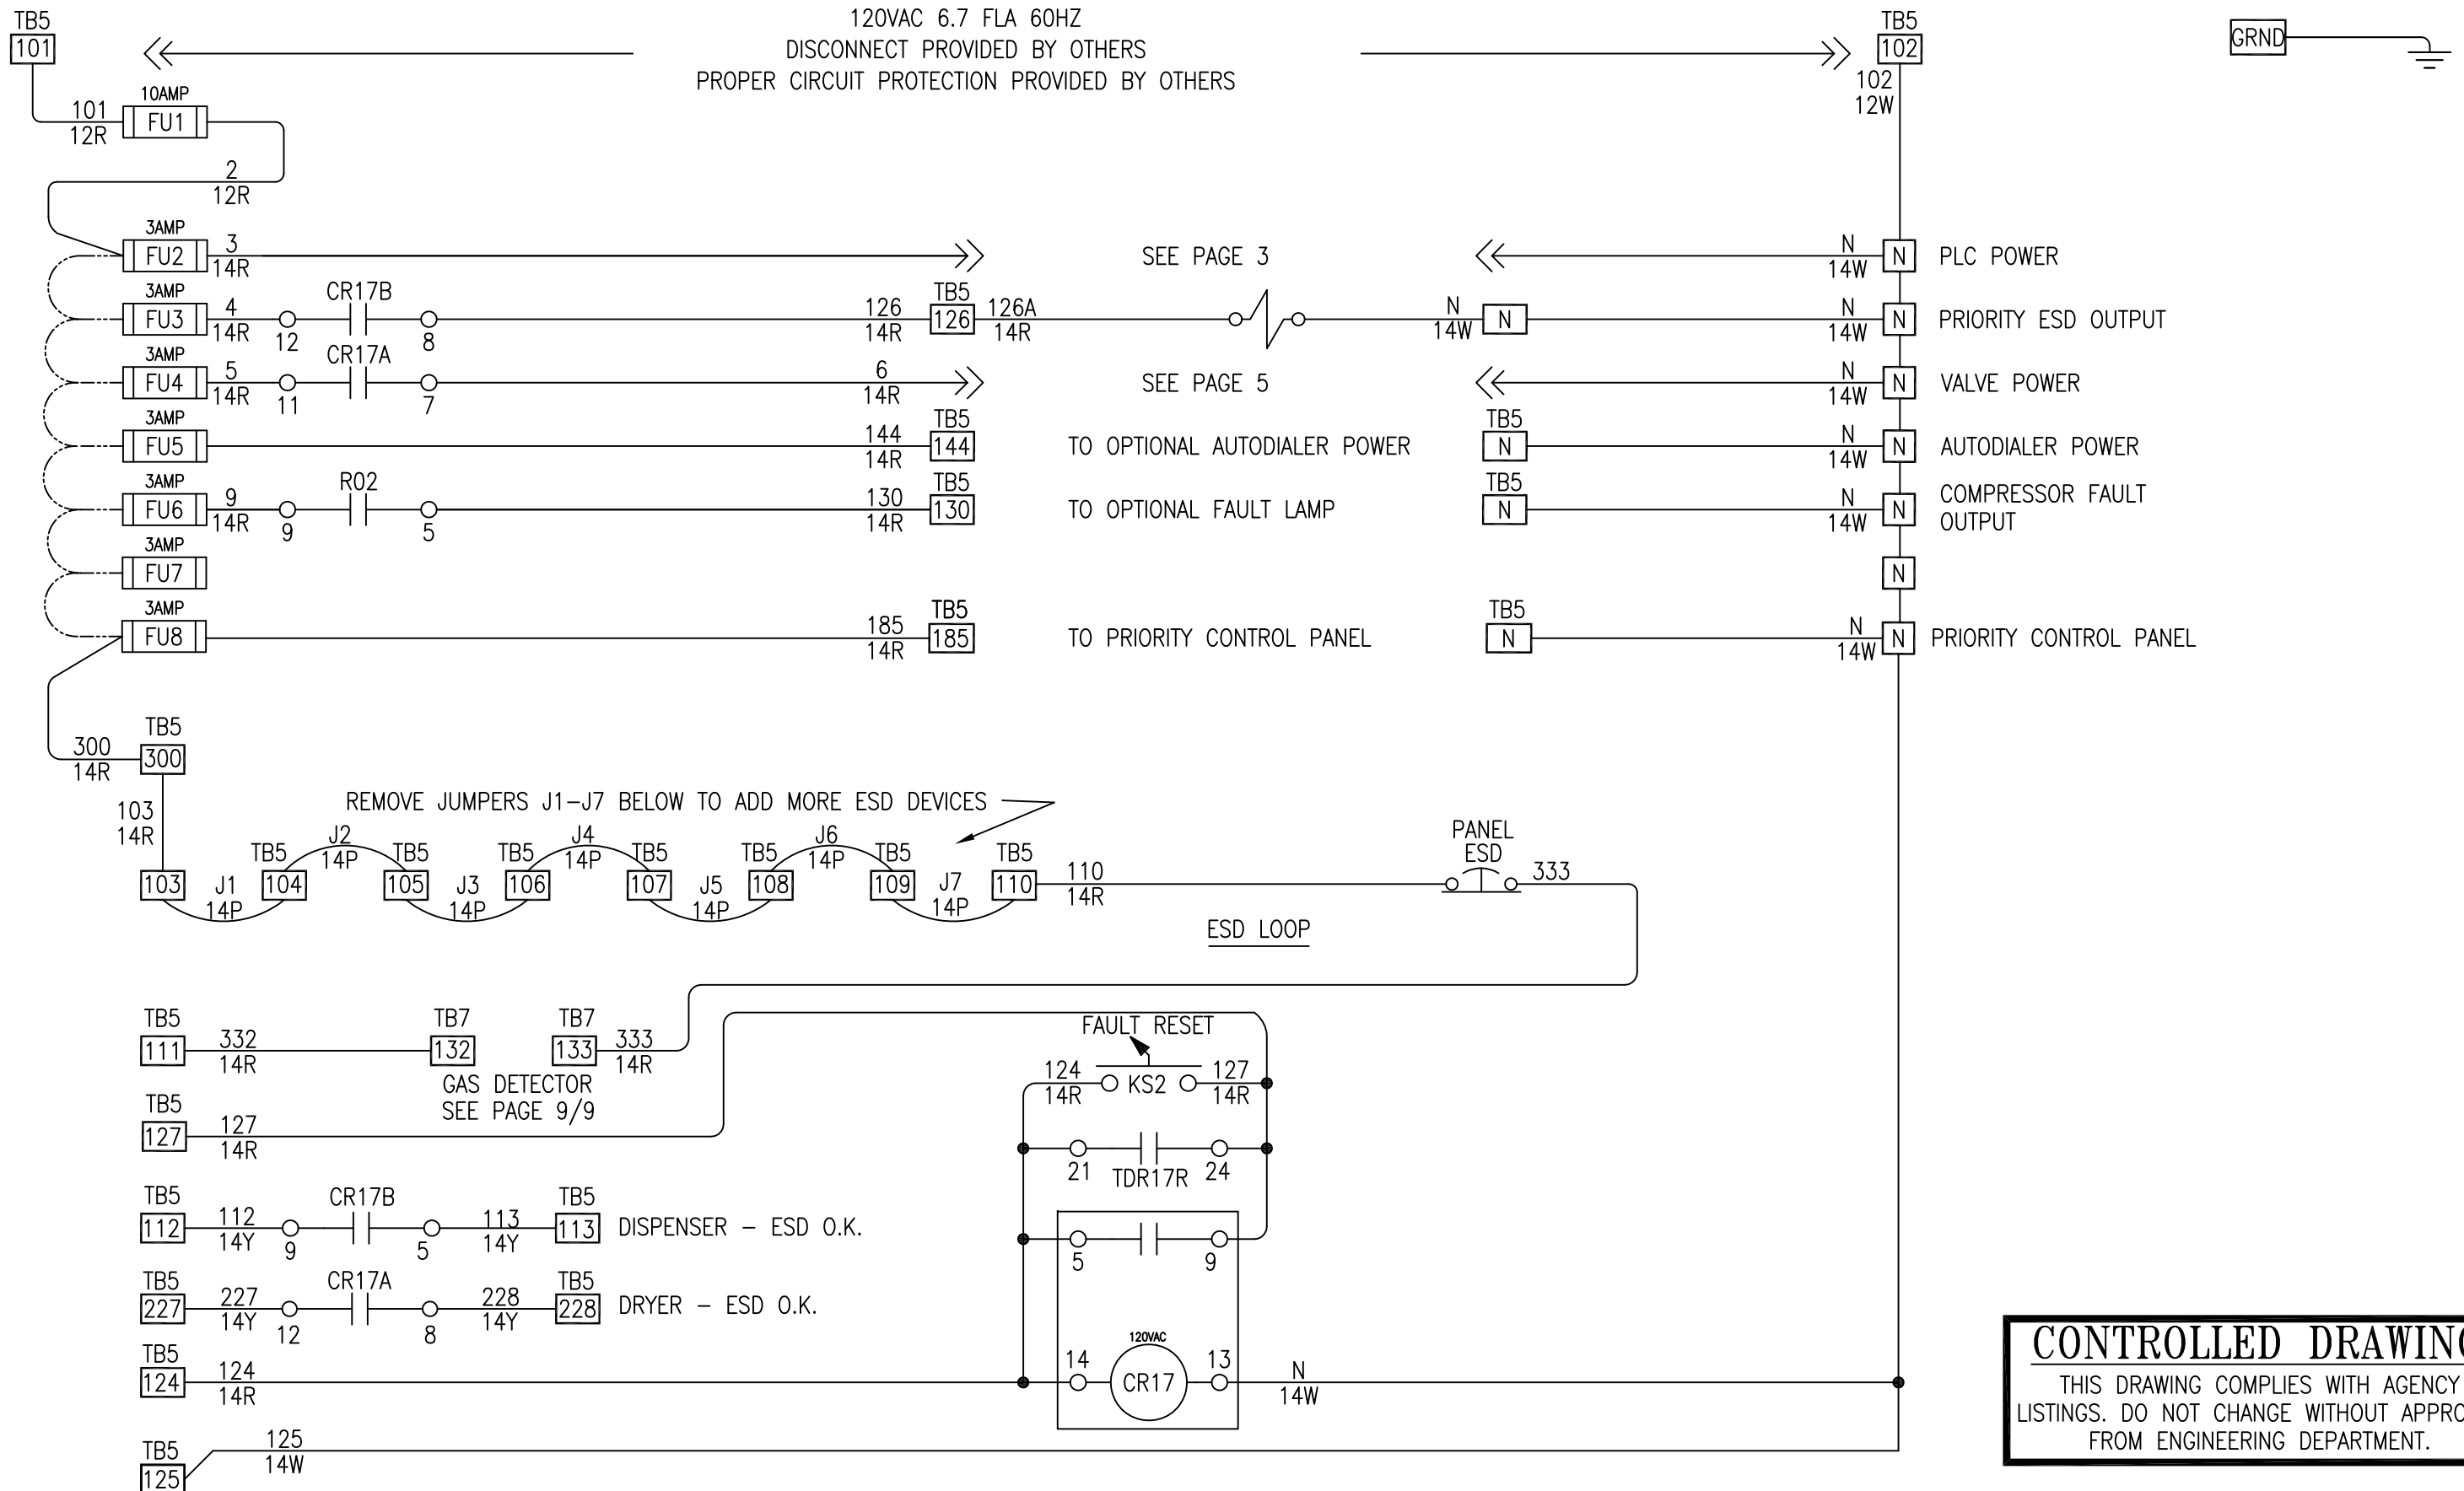 TB5
101
120VAC 6.7 FLA 60HZ
DISCONNECT PROVIDED BY OTHERS
PROPER CIRCUIT PROTECTION PROVIDED BY OTHERS
TB5
102
102
12W
GRND
10AMP
101
12R
FU1
2
12R
3AMP
FU2
3
14R
SEE PAGE 3
N
14W
N
PLC POWER
3AMP
FU3
4
14R
12
CR17B
8
126
14R
TB5
126
126A
14R
N
14W
N
N
14W
N
PRIORITY ESD OUTPUT
3AMP
FU4
5
14R
11
CR17A
7
6
14R
SEE PAGE 5
N
14W
N
VALVE POWER
3AMP
FU5
144
14R
TB5
144
TO OPTIONAL AUTODIALER POWER
TB5
N
N
14W
N
AUTODIALER POWER
3AMP
FU6
9
14R
9
R02
5
130
14R
TB5
130
TO OPTIONAL FAULT LAMP
TB5
N
N
14W
N
COMPRESSOR FAULT
OUTPUT
3AMP
FU7
N
3AMP
FU8
185
14R
TB5
185
TO PRIORITY CONTROL PANEL
TB5
N
N
14W
N
PRIORITY CONTROL PANEL
300
14R
TB5
300
103
14R
REMOVE JUMPERS J1-J7 BELOW TO ADD MORE ESD DEVICES
103
J1
14P
TB5
104
J2
14P
TB5
105
J3
14P
TB5
106
J4
14P
TB5
107
J5
14P
TB5
108
J6
14P
TB5
109
J7
14P
TB5
110
110
14R
PANEL
ESD
333
ESD LOOP
TB5
111
332
14R
TB7
132
TB7
133
333
14R
GAS DETECTOR
SEE PAGE 9/9
FAULT RESET
124
14R
KS2
127
14R
TB5
127
127
14R
21
TDR17R
24
TB5
112
112
14Y
9
CR17B
5
113
14Y
TB5
113
DISPENSER - ESD O.K.
5
9
TB5
227
227
14Y
12
CR17A
8
228
14Y
TB5
228
DRYER - ESD O.K.
TB5
124
124
14R
120VAC
14
CR17
13
N
14W
TB5
125
125
14W
CONTROLLED DRAWING
THIS DRAWING COMPLIES WITH AGENCY
LISTINGS. DO NOT CHANGE WITHOUT APPRO
FROM ENGINEERING DEPARTMENT.